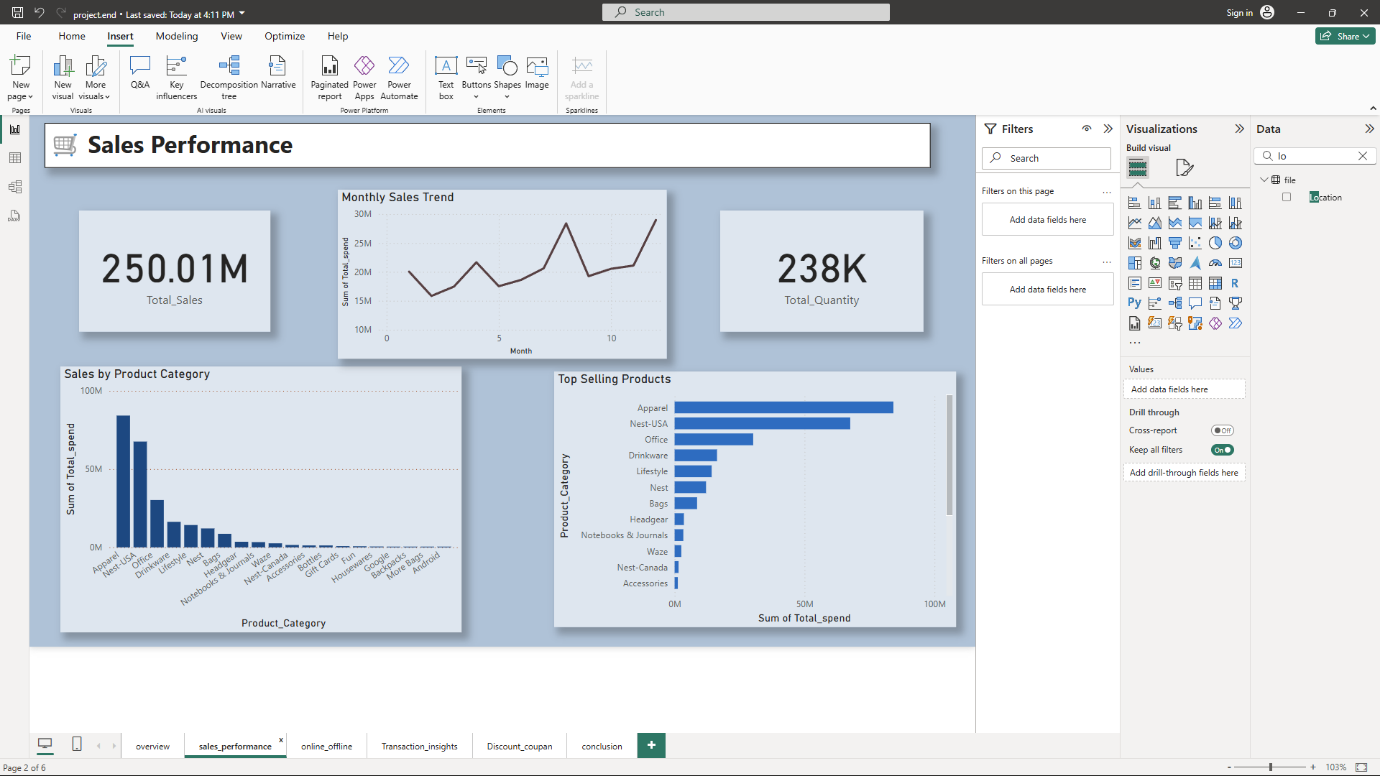 project.end • Last saved: Today at 4:11 PM
Search
Sign in
File Home Insert Modeling View Optimize Help
Share
New page
New visual
More visuals
Q&A
Key influencers
Decomposition tree
Narrative
Paginated report
Power Apps
Power Automate
Text box
Buttons
Shapes
Image
Add a sparkline
Pages
Visuals
AI visuals
Power Platform
Elements
Sparklines
Sales Performance
250.01M
Total_Sales
Monthly Sales Trend
Sum of Total_spend
30M
25M
20M
15M
10M
0 5 10
Month
238K
Total_Quantity
Sales by Product Category
Sum of Total_spend
100M
50M
0M
Apparel
Nest-USA
Office
Drinkware
Lifestyle
Nest
Bags
Headgear
Notebooks & Journals
Waze
Nest-Canada
Accessories
Bottles
Gift Cards
Fun
Housewares
Google
Backpacks
More Bags
Android
Product_Category
Top Selling Products
Product_Category
Apparel
Nest-USA
Office
Drinkware
Lifestyle
Nest
Bags
Headgear
Notebooks & Journals
Waze
Nest-Canada
Accessories
0M 50M 100M
Sum of Total_spend
Filters
Search
Filters on this page
...
Add data fields here
Filters on all pages
...
Add data fields here
Visualizations
Build visual
123
R
Py
...
Values
Add data fields here
Drill through
Cross-report
Off
Keep all filters
On
Add drill-through fields here
Data
lo
file
Location
overview
sales_performance
online_offline
Transaction_insights
Discount_coupan
conclusion
+
Page 2 of 6
- + 103%